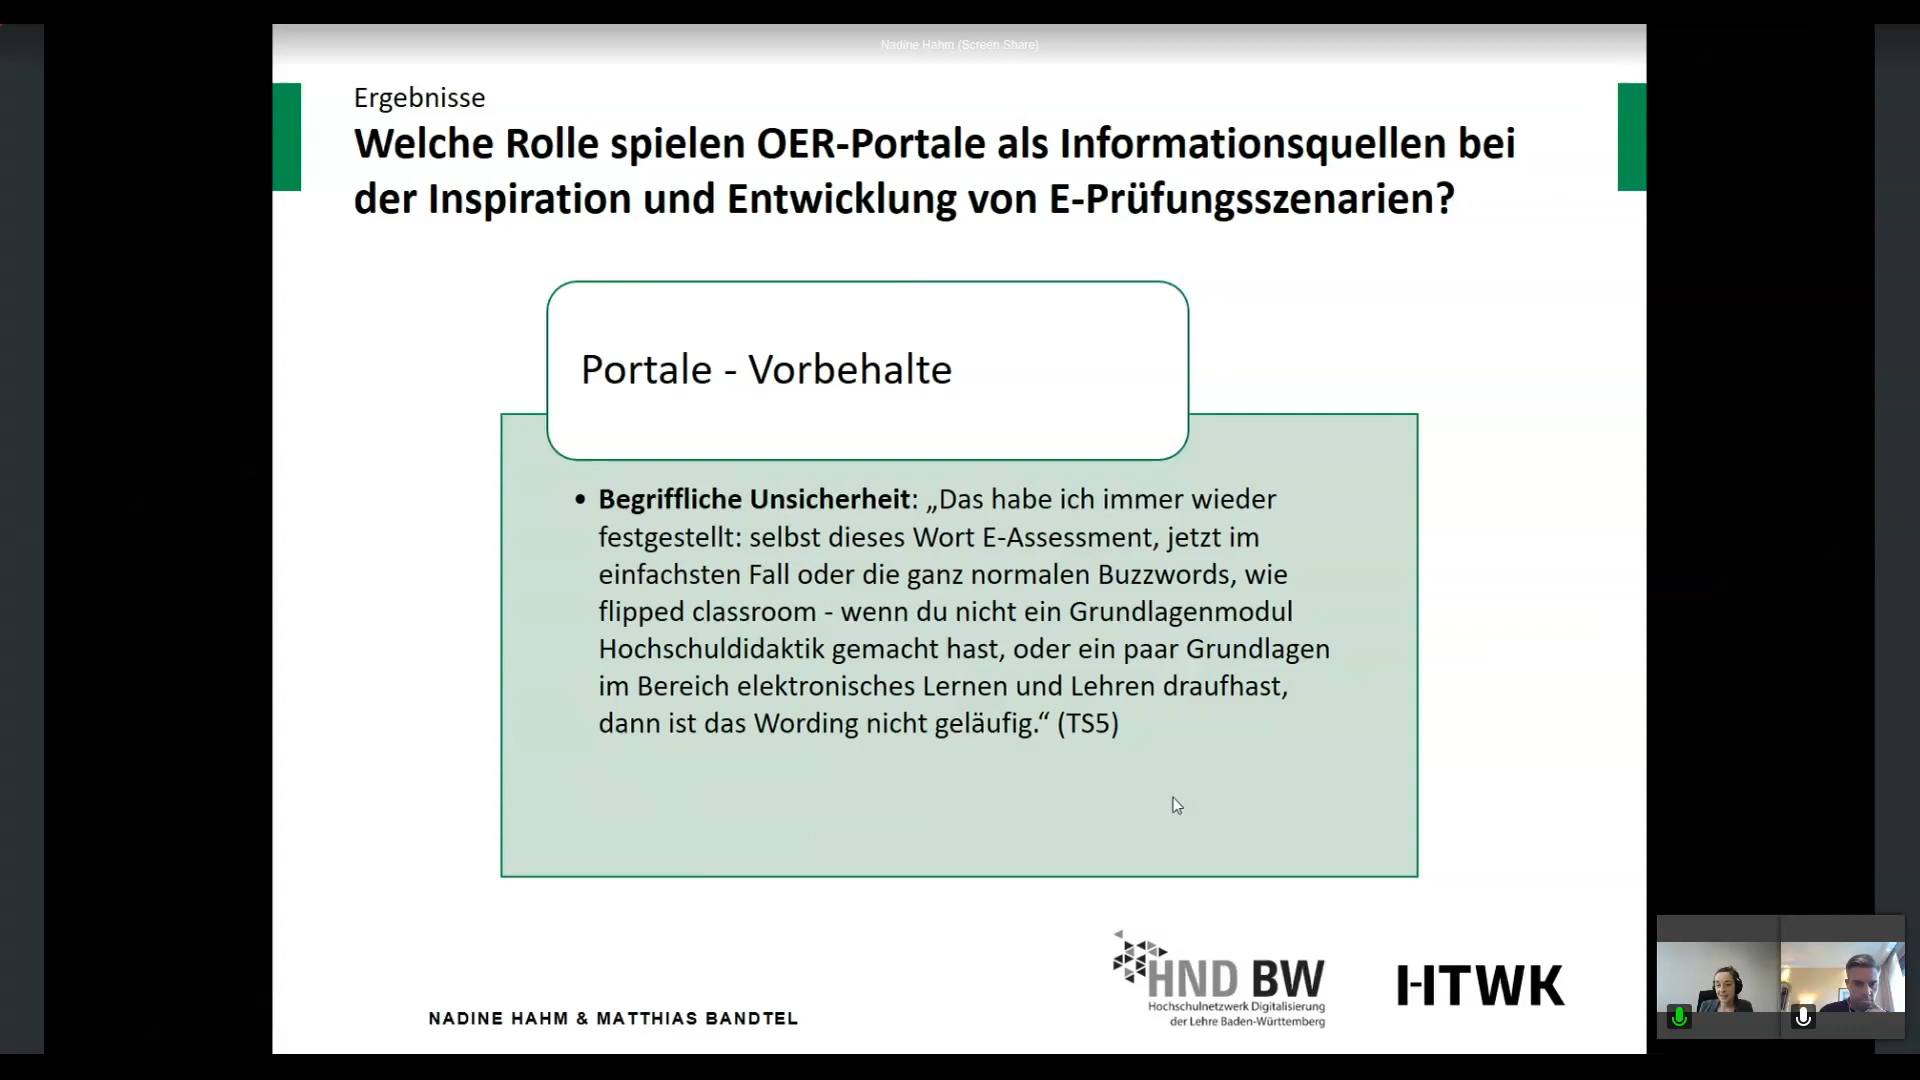 Nadine Hahm (Screen Share)
Ergebnisse
Welche Rolle spielen OER-Portale als Informationsquellen bei
der Inspiration und Entwicklung von E-Prüfungsszenarien?
Portale - Vorbehalte
• Begriffliche Unsicherheit: „Das habe ich immer wieder
festgestellt: selbst dieses Wort E-Assessment, jetzt im
einfachsten Fall oder die ganz normalen Buzzwords, wie
flipped classroom - wenn du nicht ein Grundlagenmodul
Hochschuldidaktik gemacht hast, oder ein paar Grundlagen
im Bereich elektronisches Lernen und Lehren draufhast,
dann ist das Wording nicht geläufig.“ (TS5)
NADINE HAHM & MATTHIAS BANDTEL
HND BW
Hochschulnetzwerk Digitalisierung
der Lehre Baden-Württemberg
HTWK